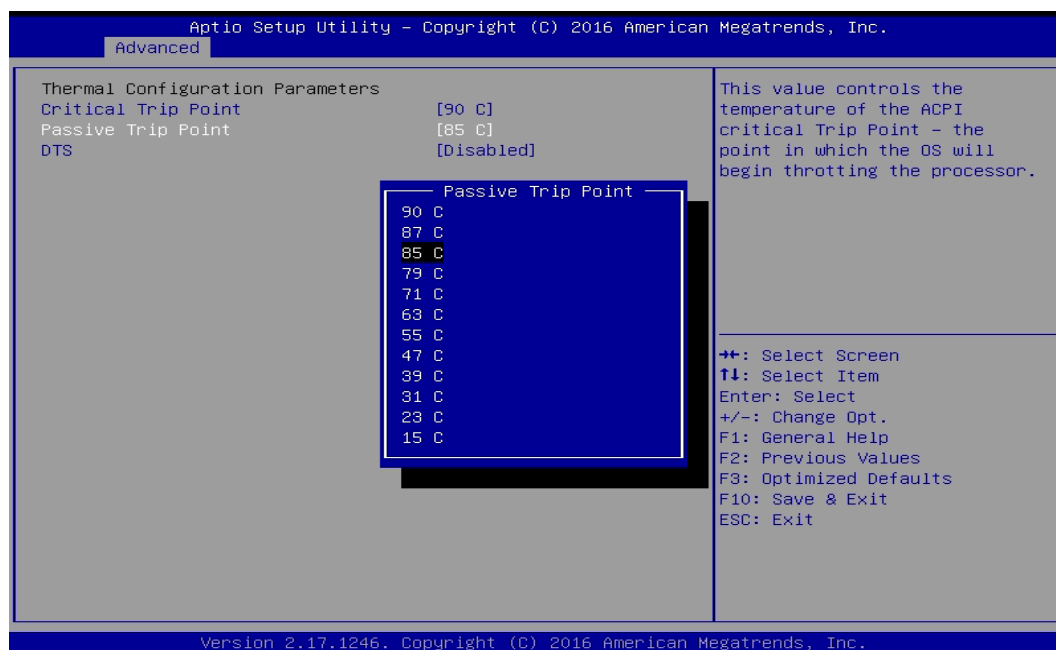 Aptio Setup Utility – Copyright (C) 2016 American Megatrends, Inc.
Advanced
Thermal Configuration Parameters
Critical Trip Point [90 C]
Passive Trip Point [85 C]
DTS [Disabled]
Passive Trip Point
90 C
87 C
85 C
79 C
71 C
63 C
55 C
47 C
39 C
31 C
23 C
15 C
This value controls the
temperature of the ACPI
critical Trip Point – the
point in which the OS will
begin throtting the processor.
→←: Select Screen
↑↓: Select Item
Enter: Select
+/-: Change Opt.
F1: General Help
F2: Previous Values
F3: Optimized Defaults
F10: Save & Exit
ESC: Exit
Version 2.17.1246. Copyright (C) 2016 American Megatrends, Inc.